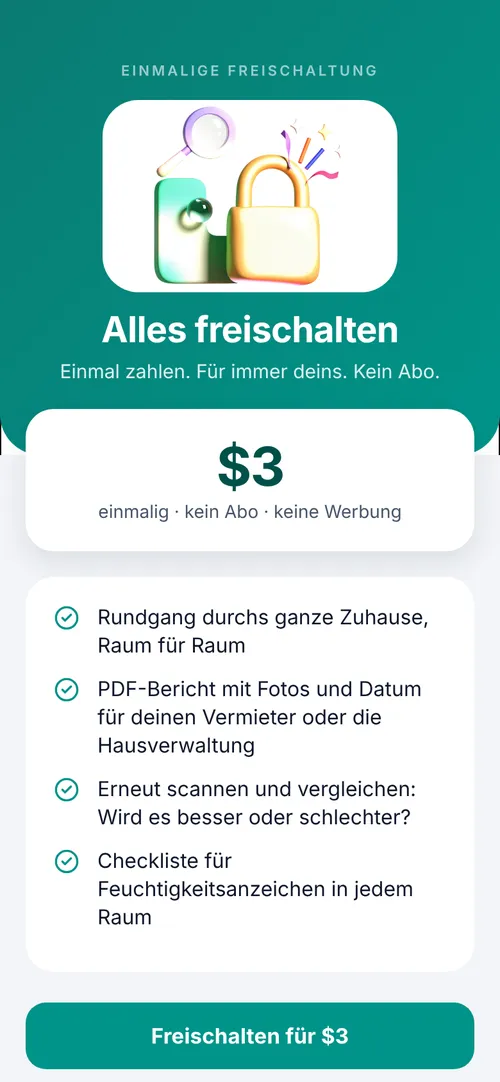 EINMALIGE FREISCHALTUNG
Alles freischalten
Einmal zahlen. Für immer deins. Kein Abo.
$3
einmalig · kein Abo · keine Werbung
Rundgang durchs ganze Zuhause,
Raum für Raum
PDF-Bericht mit Fotos und Datum
für deinen Vermieter oder die
Hausverwaltung
Erneut scannen und vergleichen:
Wird es besser oder schlechter?
Checkliste für
Feuchtigkeitsanzeichen in jedem
Raum
Freischalten für $3